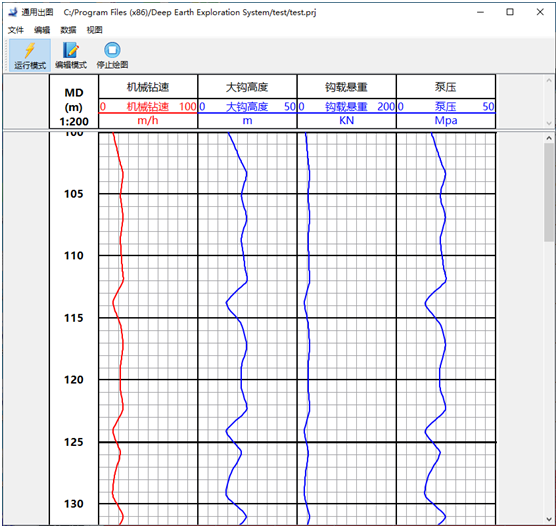 通用出图 C:/Program Files (x86)/Deep Earth Exploration System/test/test.prj
文件 编辑 数据 视图
运行模式 编辑模式 停止绘图
MD
(m)
1:200
机械钻速 大钩高度 钩载悬重 泵压
0 机械钻速 100 0 大钩高度 50 0 钩载悬重 200 0 泵压 50
m/h m KN Mpa
100
105
110
115
120
125
130